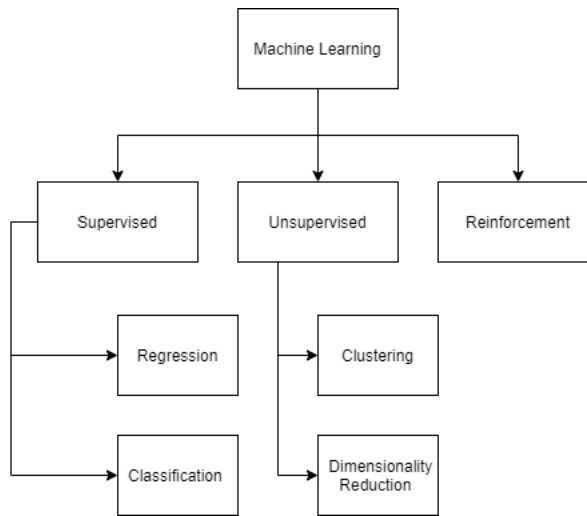 Machine Learning
Supervised
Unsupervised
Reinforcement
Regression
Clustering
Classification
Dimensionality
Reduction